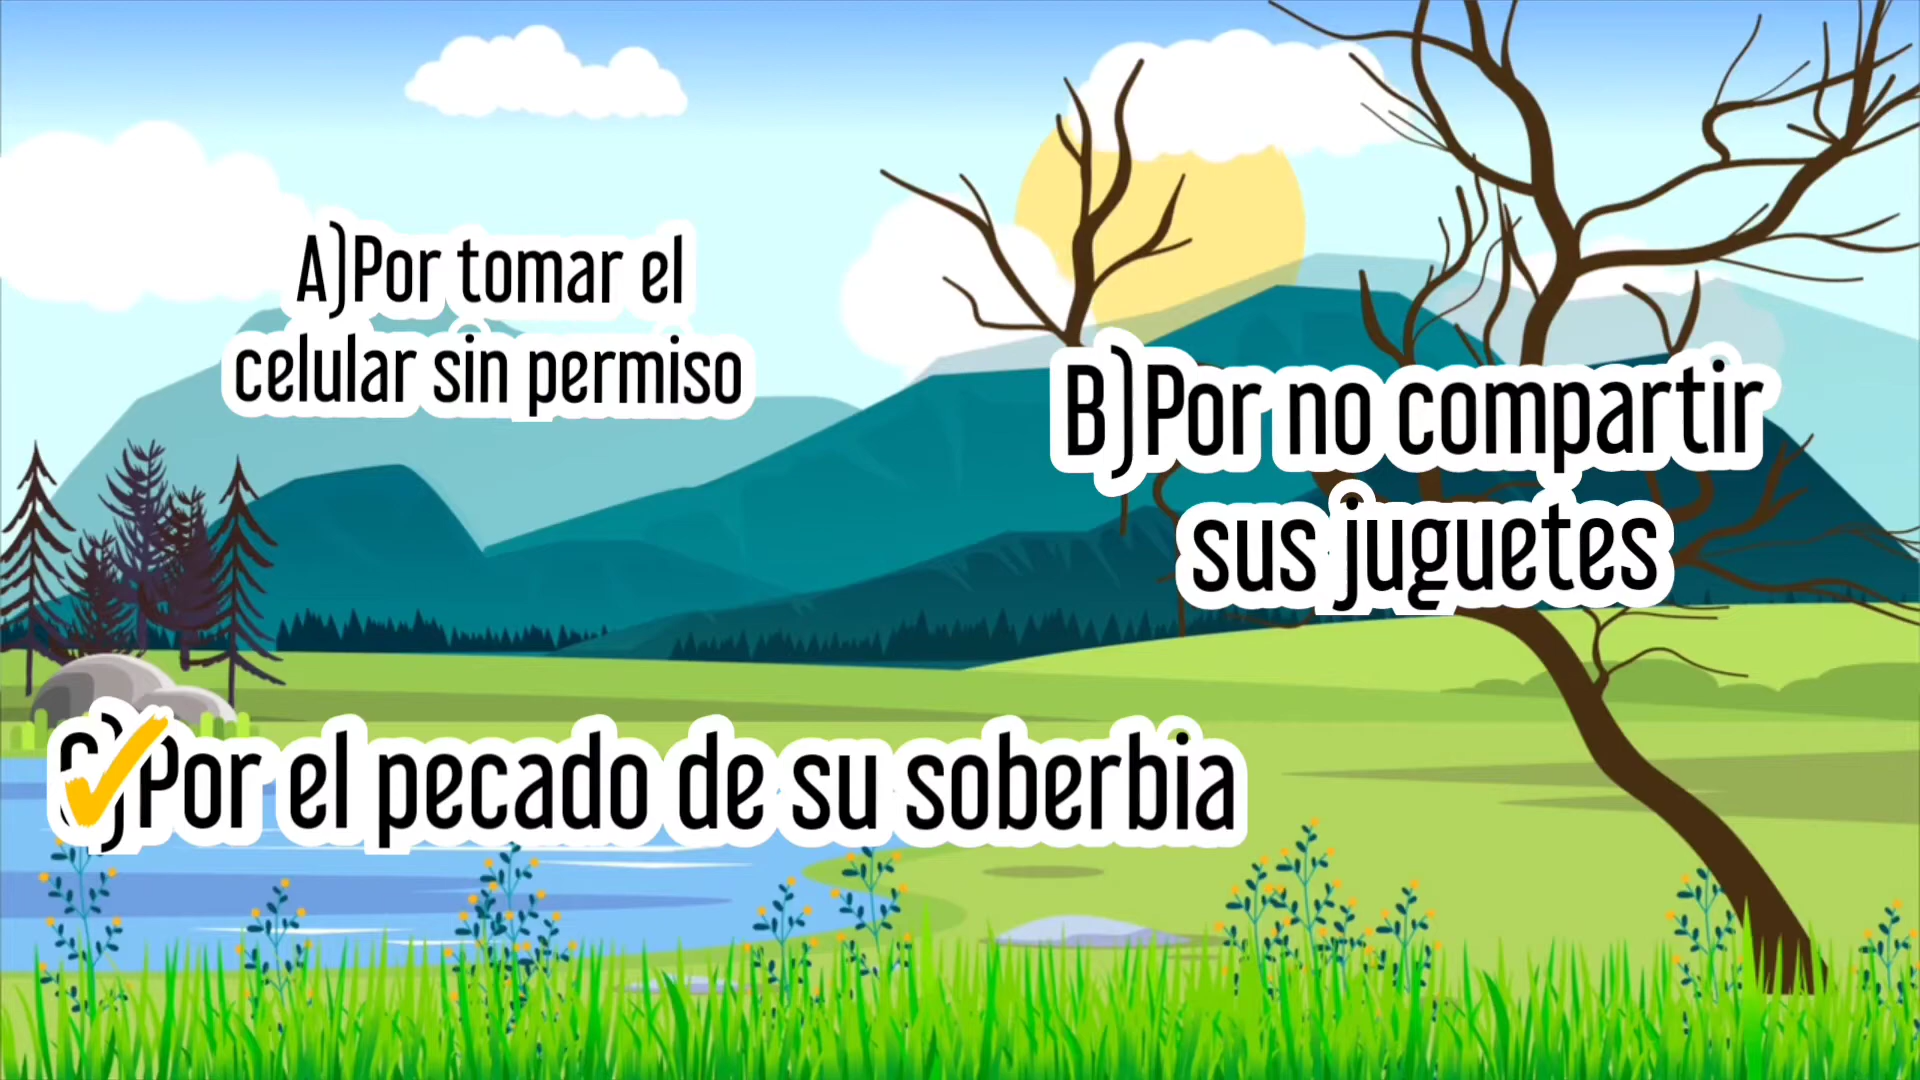 A)Por tomar el
celular sin permiso
B)Por no compartir
sus juguetes
C)Por el pecado de su soberbia